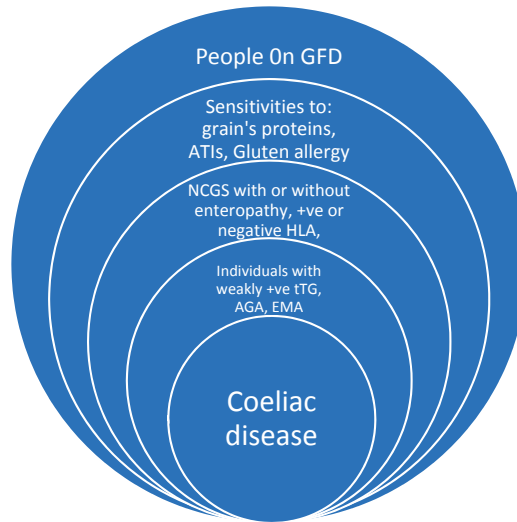 People 0n GFD
Sensitivities to:
grain's proteins,
ATIs, Gluten allergy
NCGS with or without
enteropathy, +ve or
negative HLA,
Individuals with
weakly +ve tTG,
AGA, EMA
Coeliac
disease